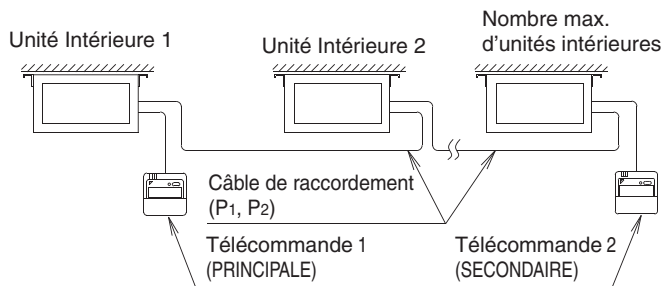 Unité Intérieure 1
Unité Intérieure 2
Nombre max.
d'unités intérieures
Câble de raccordement
(P1, P2)
Télécommande 1
(PRINCIPALE)
Télécommande 2
(SECONDAIRE)